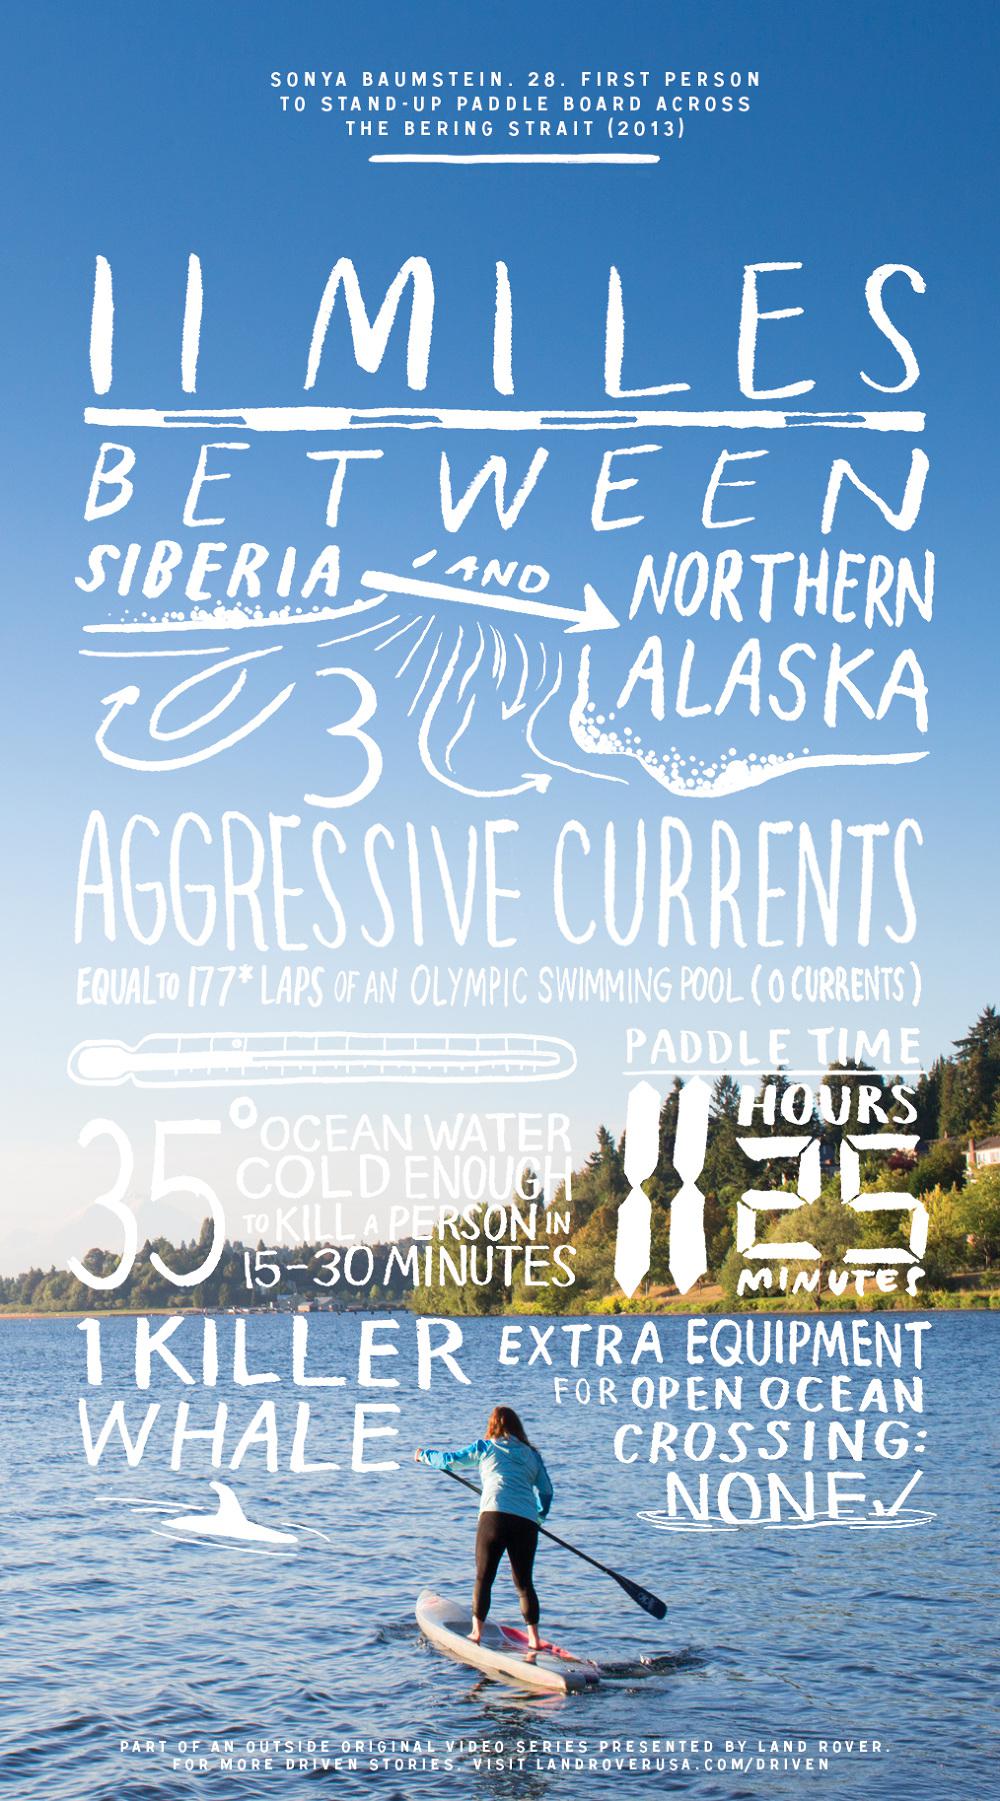 SONYA BAUMSTEIN. 28. FIRST PERSON
TO STAND-UP PADDLE BOARD ACROSS
THE BERING STRAIT (2013)
11 MILES
BETWEEN
SIBERIA AND NORTHERN
ALASKA
3
AGGRESSIVE CURRENTS
EQUAL TO 177* LAPS OF AN OLYMPIC SWIMMING POOL (0 CURRENTS)
35° OCEAN WATER
COLD ENOUGH
TO KILL A PERSON IN
15-30 MINUTES
PADDLE TIME
11 HOURS
25
MINUTES
1 KILLER
WHALE
EXTRA EQUIPMENT
FOR OPEN OCEAN
CROSSING:
NONE
PART OF AN OUTSIDE ORIGINAL VIDEO SERIES PRESENTED BY LAND ROVER.
FOR MORE DRIVEN STORIES, VISIT LANDROVERUSA.COM/DRIVEN